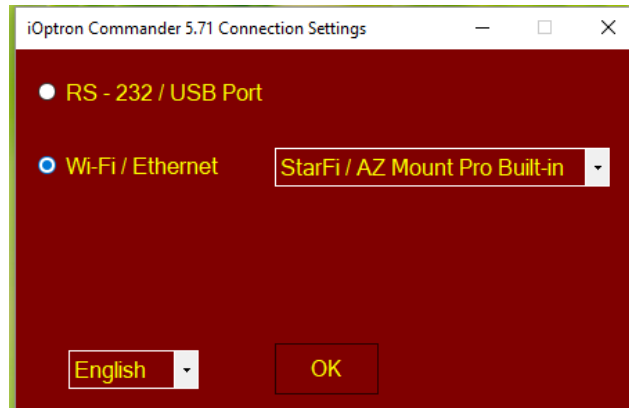 iOptron Commander 5.71 Connection Settings
RS - 232 / USB Port
Wi-Fi / Ethernet
StarFi / AZ Mount Pro Built-in
English
OK